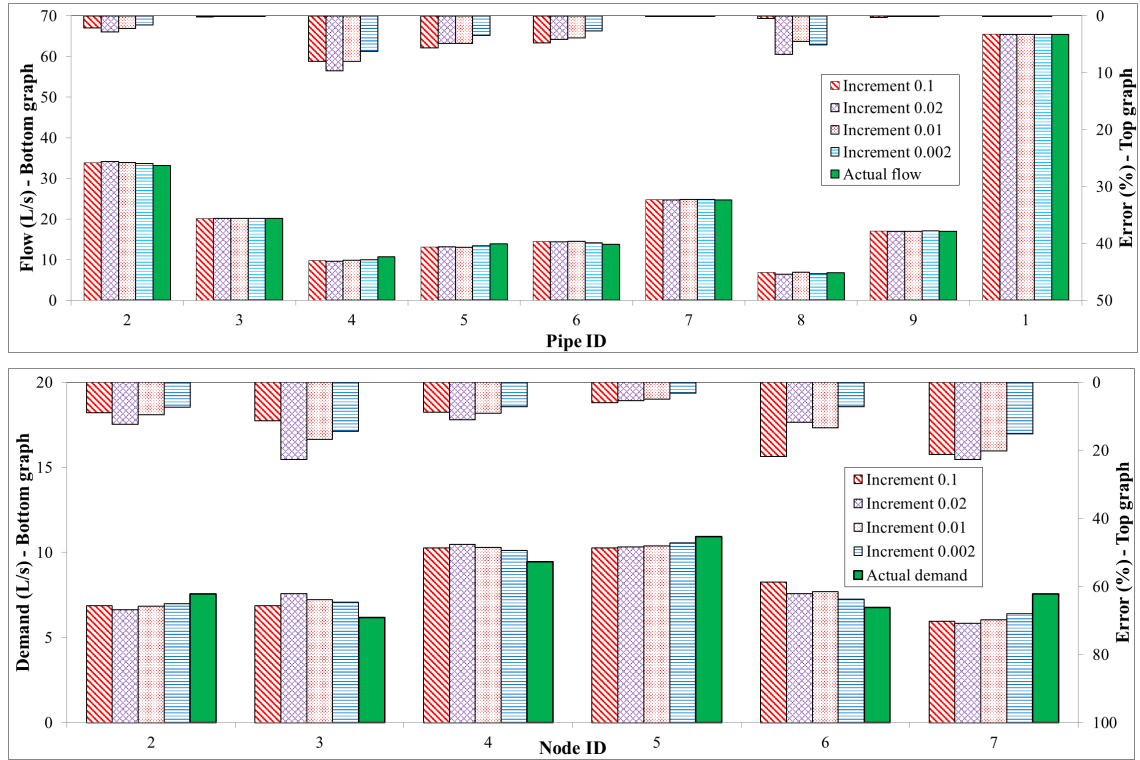 70
60
50
40
30
20
10
0
Flow (L/s) - Bottom graph
0
10
20
30
40
50
Error (%) - Top graph
Increment 0.1
Increment 0.02
Increment 0.01
Increment 0.002
Actual flow
2 3 4 5 6 7 8 9 1
Pipe ID
20
15
10
5
0
Demand (L/s) - Bottom graph
0
20
40
60
80
100
Error (%) - Top graph
Increment 0.1
Increment 0.02
Increment 0.01
Increment 0.002
Actual demand
2 3 4 5 6 7
Node ID